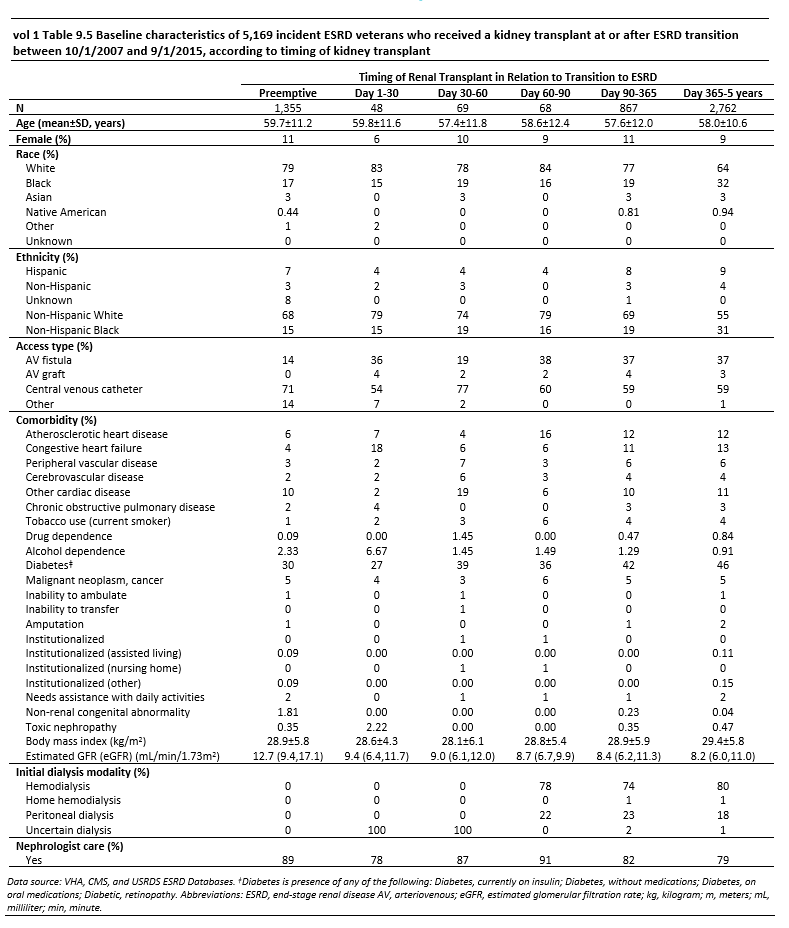 vol 1 Table 9.5 Baseline characteristics of 5,169 incident ESRD veterans who received a kidney transplant at or after ESRD transition
between 10/1/2007 and 9/1/2015, according to timing of kidney transplant
Timing of Renal Transplant in Relation to Transition to ESRD
Preemptive Day 1-30 Day 30-60 Day 60-90 Day 90-365 Day 365-5 years
N 1,355 48 69 68 867 2,762
Age (mean±SD, years) 59.7±11.2 59.8±11.6 57.4±11.8 58.6±12.4 57.6±12.0 58.0±10.6
Female (%) 11 6 10 9 11 9
Race (%)
White 79 83 78 84 77 64
Black 17 15 19 16 19 32
Asian 3 0 3 0 3 3
Native American 0.44 0 0 0 0.81 0.94
Other 1 2 0 0 0 0
Unknown 0 0 0 0 0 0
Ethnicity (%)
Hispanic 7 4 4 4 8 9
Non-Hispanic 3 2 3 0 3 4
Unknown 8 0 0 0 1 0
Non-Hispanic White 68 79 74 79 69 55
Non-Hispanic Black 15 15 19 16 19 31
Access type (%)
AV fistula 14 36 19 38 37 37
AV graft 0 4 2 2 4 3
Central venous catheter 71 54 77 60 59 59
Other 14 7 2 0 0 1
Comorbidity (%)
Atherosclerotic heart disease 6 7 4 16 12 12
Congestive heart failure 4 18 6 6 11 13
Peripheral vascular disease 3 2 7 3 6 6
Cerebrovascular disease 2 2 6 3 4 4
Other cardiac disease 10 2 19 6 10 11
Chronic obstructive pulmonary disease 2 4 0 0 3 3
Tobacco use (current smoker) 1 2 3 6 4 4
Drug dependence 0.09 0.00 1.45 0.00 0.47 0.84
Alcohol dependence 2.33 6.67 1.45 1.49 1.29 0.91
Diabetes‡ 30 27 39 36 42 46
Malignant neoplasm, cancer 5 4 3 6 5 5
Inability to ambulate 1 0 1 0 0 1
Inability to transfer 0 0 1 0 0 0
Amputation 1 0 0 0 1 2
Institutionalized 0 0 1 1 0 0
Institutionalized (assisted living) 0.09 0.00 0.00 0.00 0.00 0.11
Institutionalized (nursing home) 0 0 1 1 0 0
Institutionalized (other) 0.09 0.00 0.00 0.00 0.00 0.15
Needs assistance with daily activities 2 0 1 1 1 2
Non-renal congenital abnormality 1.81 0.00 0.00 0.00 0.23 0.04
Toxic nephropathy 0.35 2.22 0.00 0.00 0.35 0.47
Body mass index (kg/m²) 28.9±5.8 28.6±4.3 28.1±6.1 28.8±5.4 28.9±5.9 29.4±5.8
Estimated GFR (eGFR) (mL/min/1.73m²) 12.7 (9.4,17.1) 9.4 (6.4,11.7) 9.0 (6.1,12.0) 8.7 (6.7,9.9) 8.4 (6.2,11.3) 8.2 (6.0,11.0)
Initial dialysis modality (%)
Hemodialysis 0 0 0 78 74 80
Home hemodialysis 0 0 0 0 1 1
Peritoneal dialysis 0 0 0 22 23 18
Uncertain dialysis 0 100 100 0 2 1
Nephrologist care (%)
Yes 89 78 87 91 82 79
Data source: VHA, CMS, and USRDS ESRD Databases. †Diabetes is presence of any of the following: Diabetes, currently on insulin; Diabetes, without medications; Diabetes, on
oral medications; Diabetic, retinopathy. Abbreviations: ESRD, end-stage renal disease AV, arteriovenous; eGFR, estimated glomerular filtration rate; kg, kilogram; m, meters; mL,
milliliter; min, minute.